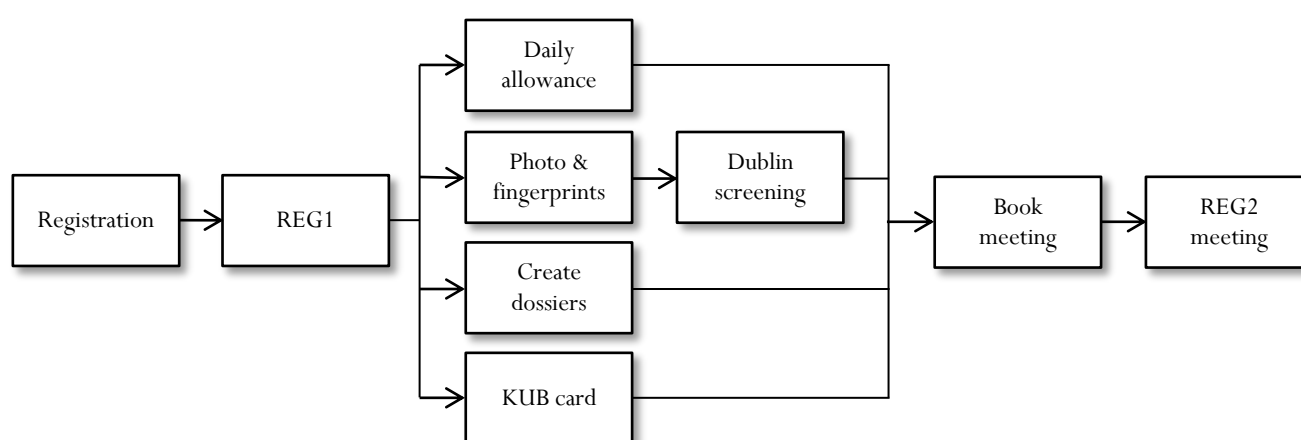 Registration
REG1
Daily
allowance
Photo &
fingerprints
Dublin
screening
Create
dossiers
KUB card
Book
meeting
REG2
meeting